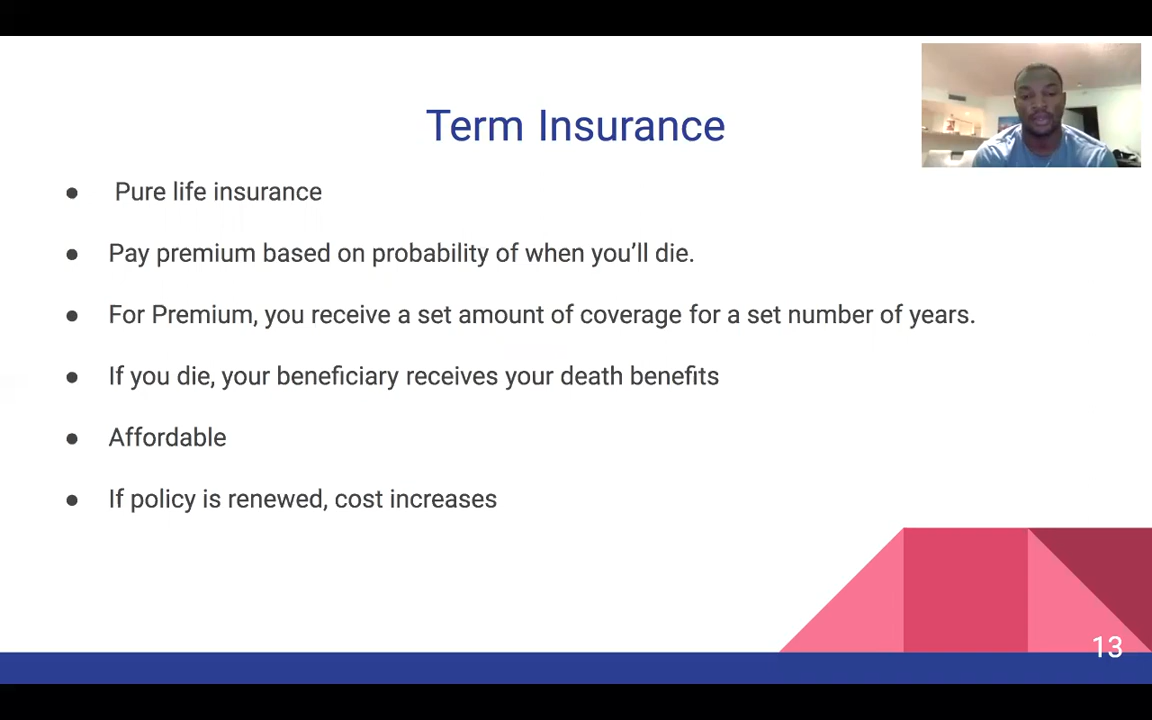 Term Insurance
● Pure life insurance
● Pay premium based on probability of when you’ll die.
● For Premium, you receive a set amount of coverage for a set number of years.
● If you die, your beneficiary receives your death benefits
● Affordable
● If policy is renewed, cost increases
13